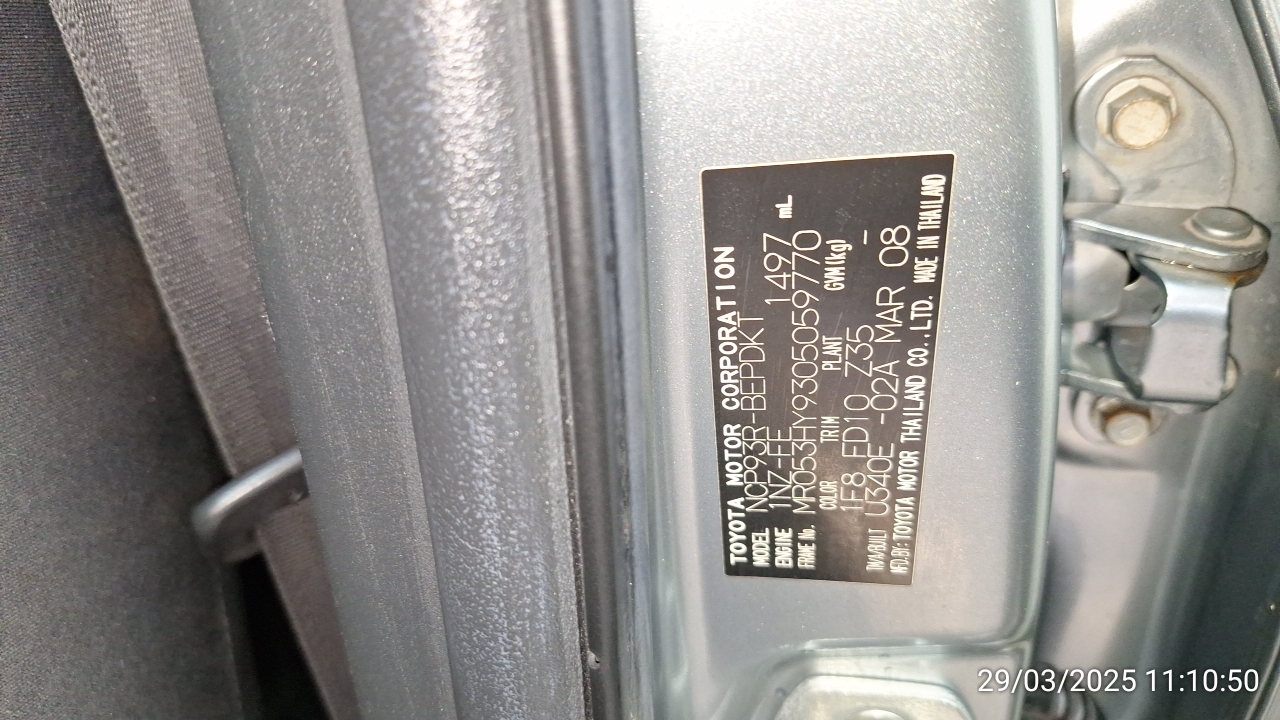 TOYOTA MOTOR CORPORATION
MODEL NCP93R-BEPDKT
ENGINE 1NZ-FE 1497 mL
FRAME No. MR053HY9305059770
COLOR TRIM PLANT GVM(kg)
1F8 FD10 Z35 -
T/M/A/BUILT U340E -02A MAR 08
MFD.BY:TOYOTA MOTOR THAILAND CO.,LTD. MADE IN THAILAND
29/03/2025 11:10:50